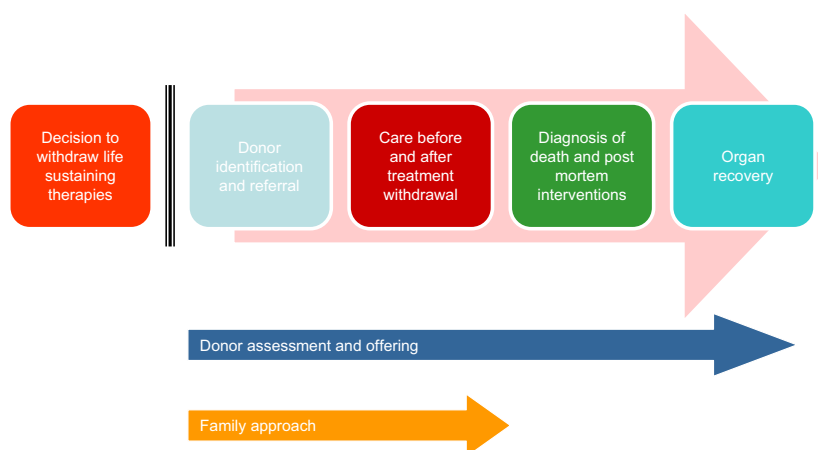 Decision to
withdraw life
sustaining
therapies
Donor
identification
and referral
Care before
and after
treatment
withdrawal
Diagnosis of
death and post
mortem
interventions
Organ
recovery
Donor assessment and offering
Family approach